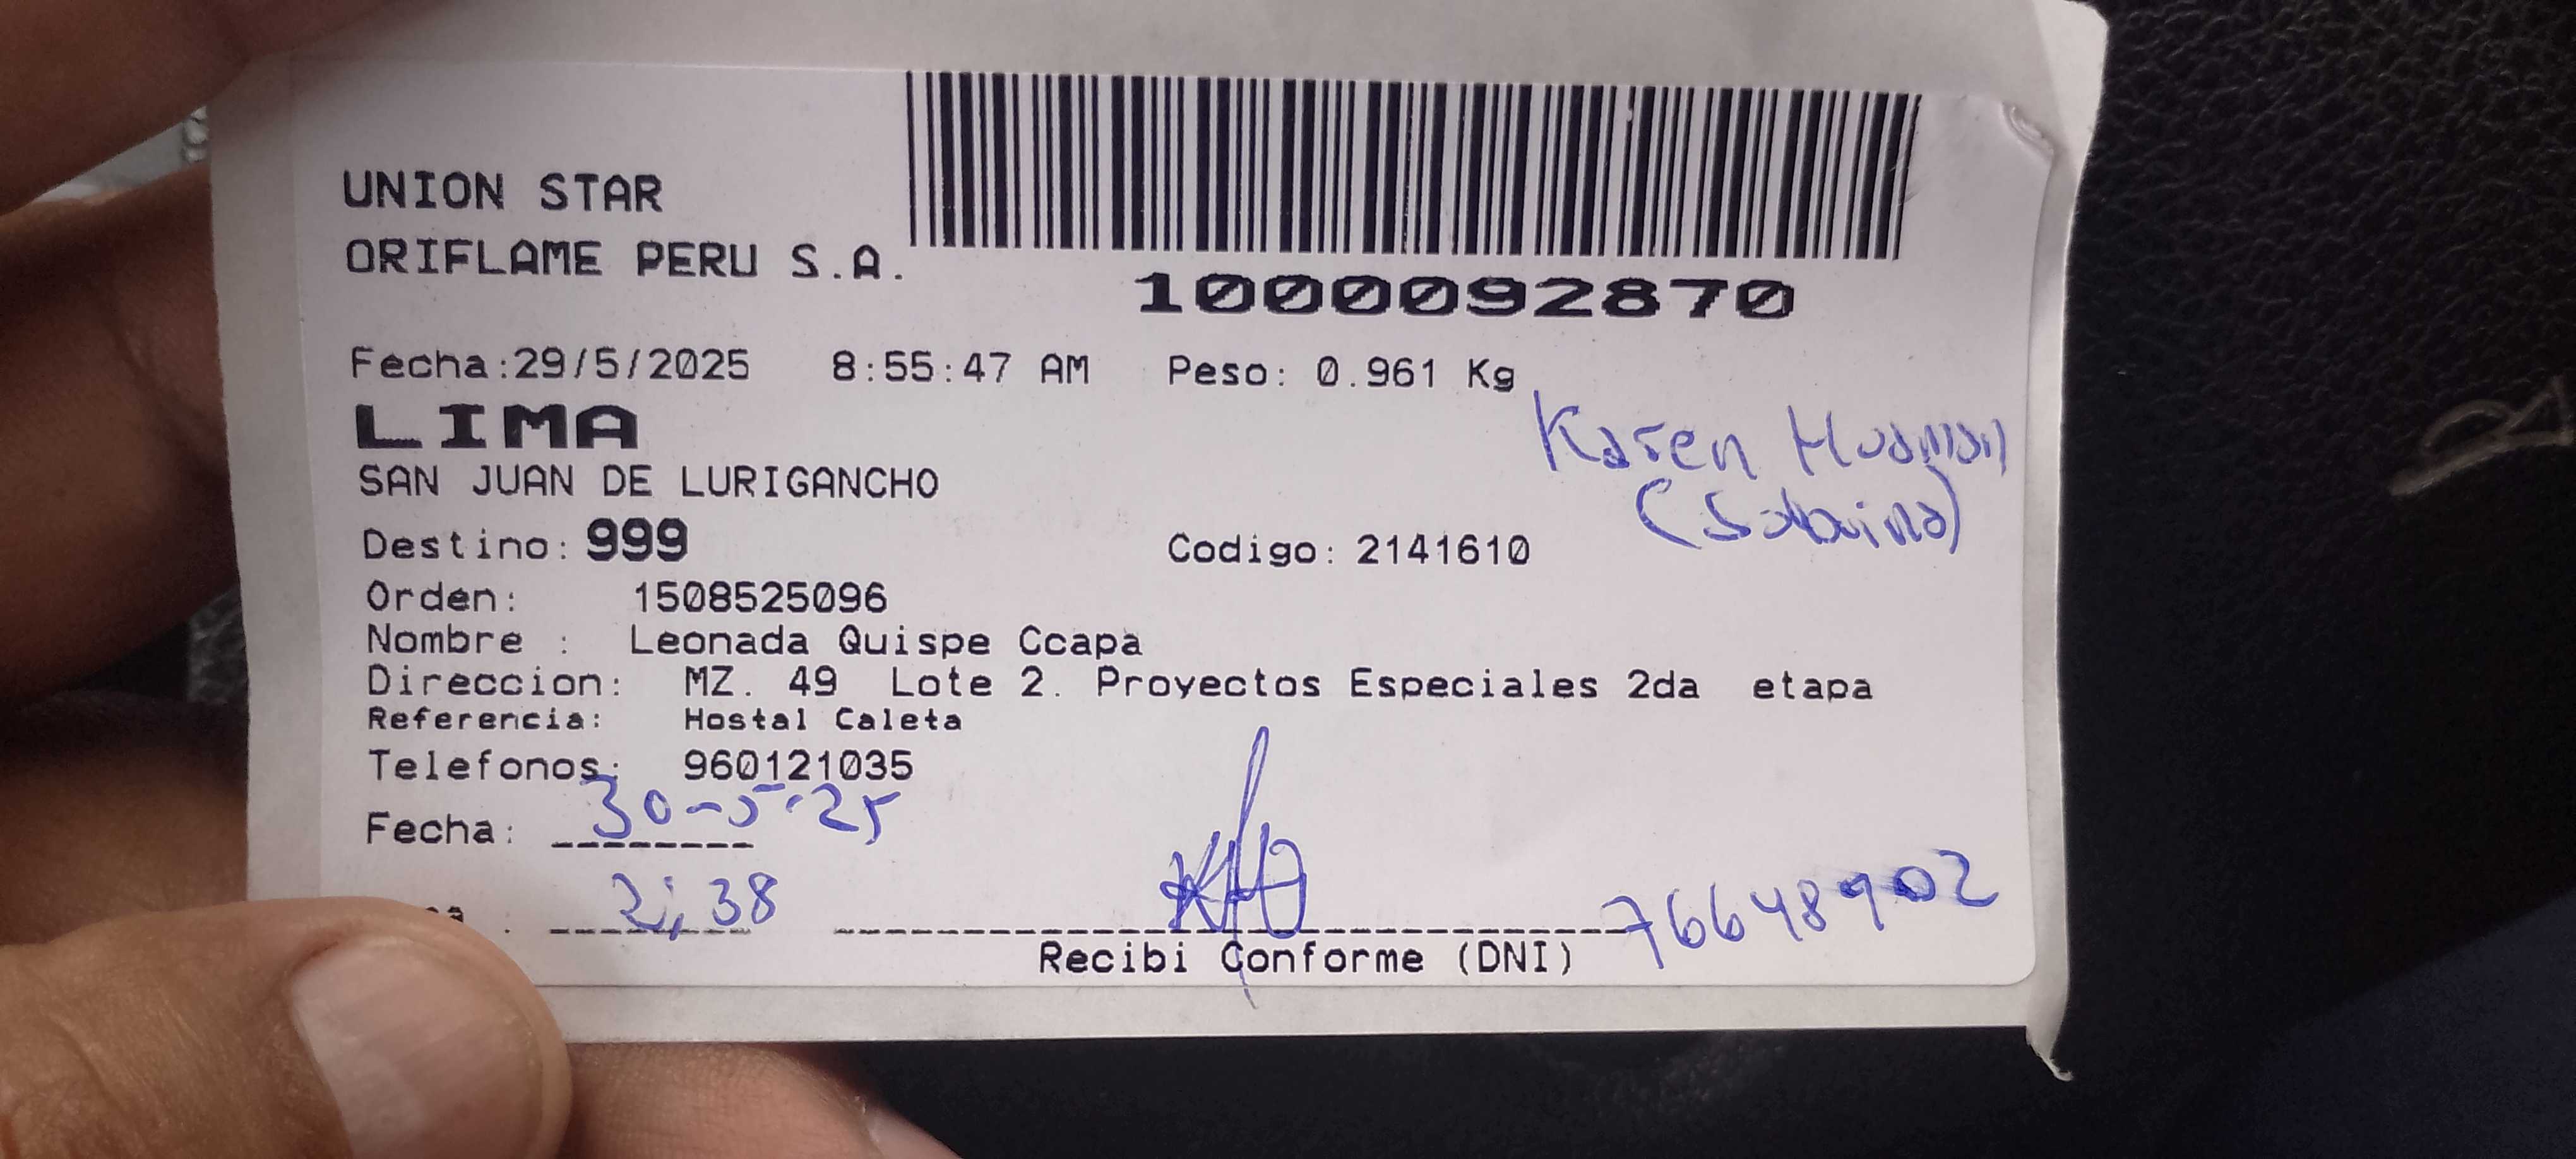 UNION STAR
ORIFLAME PERU S.A.
1000092870
Fecha:29/5/2025 8:55:47 AM Peso: 0.961 Kg
LIMA
Karen Huaman
SAN JUAN DE LURIGANCHO
(Sobrina)
Destino: 999 Codigo: 2141610
Orden: 1508525096
Nombre : Leonada Quispe Ccapa
Direccion: MZ. 49 Lote 2. Proyectos Especiales 2da etapa
Referencia: Hostal Caleta
Telefonos: 960121035
Fecha: 30-5-25
2:38
76648902
Recibi Conforme (DNI)